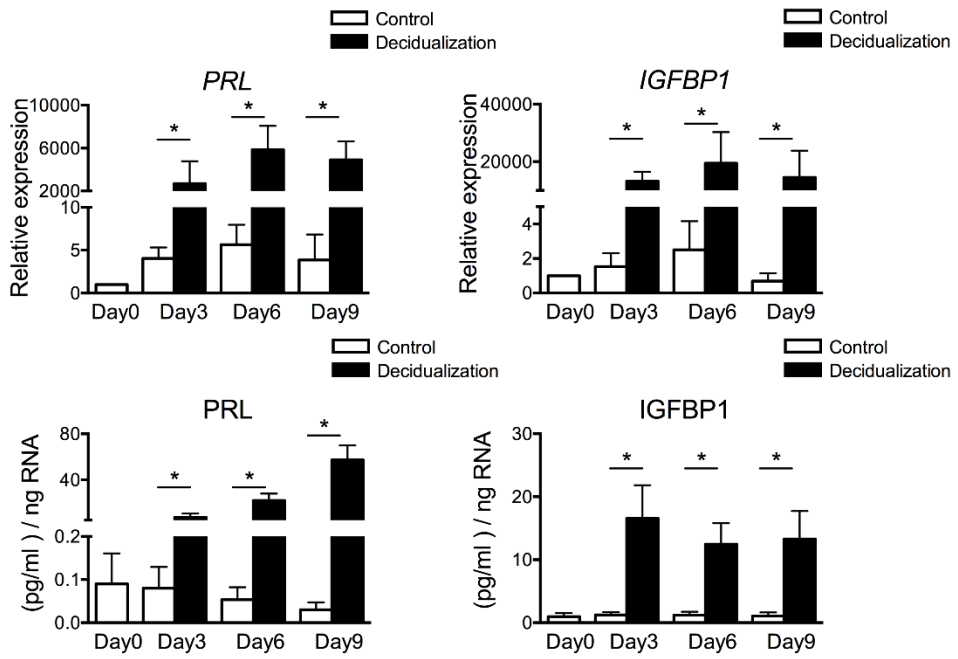 Control
Decidualization
PRL
Relative expression
10000
6000
2000
10
5
0
*
*
*
Day0 Day3 Day6 Day9
Control
Decidualization
IGFBP1
Relative expression
40000
20000
6
4
2
0
*
*
*
Day0 Day3 Day6 Day9
Control
Decidualization
PRL
(pg/ml ) / ng RNA
80
40
0.2
0.1
0.0
*
*
*
Day0 Day3 Day6 Day9
Control
Decidualization
IGFBP1
(pg/ml ) / ng RNA
30
20
10
0
*
*
*
Day0 Day3 Day6 Day9